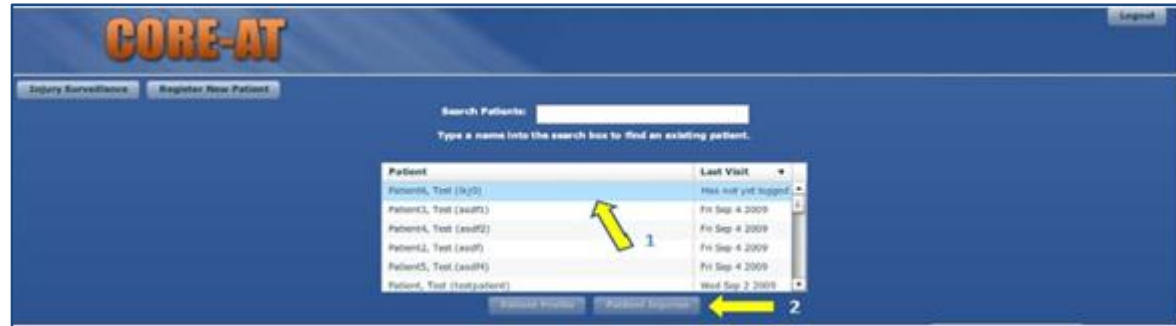 Logout
CORE-AT
Injury Surveillance Register New Patient
Search Patients:
Type a name into the search box to find an existing patient.
Patient Last Visit
Patient6, Test (lkj0) Has not yet logged
Patient3, Test (asdf1) Fri Sep 4 2009
Patient4, Test (asdf2) Fri Sep 4 2009
Patient2, Test (asdf) Fri Sep 4 2009
Patient5, Test (asdf4) Fri Sep 4 2009
Patient, Test (testpatient) Wed Sep 2 2009
1
Patient Profile Patient Injuries 2